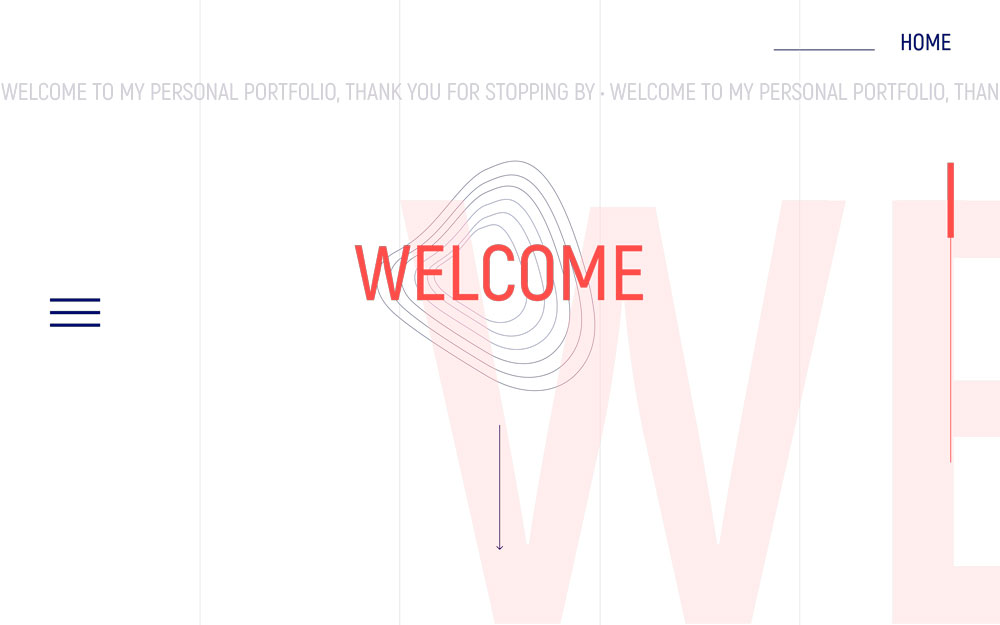 HOME
WELCOME TO MY PERSONAL PORTFOLIO, THANK YOU FOR STOPPING BY • WELCOME TO MY PERSONAL PORTFOLIO, THAN
WELCOME
WE